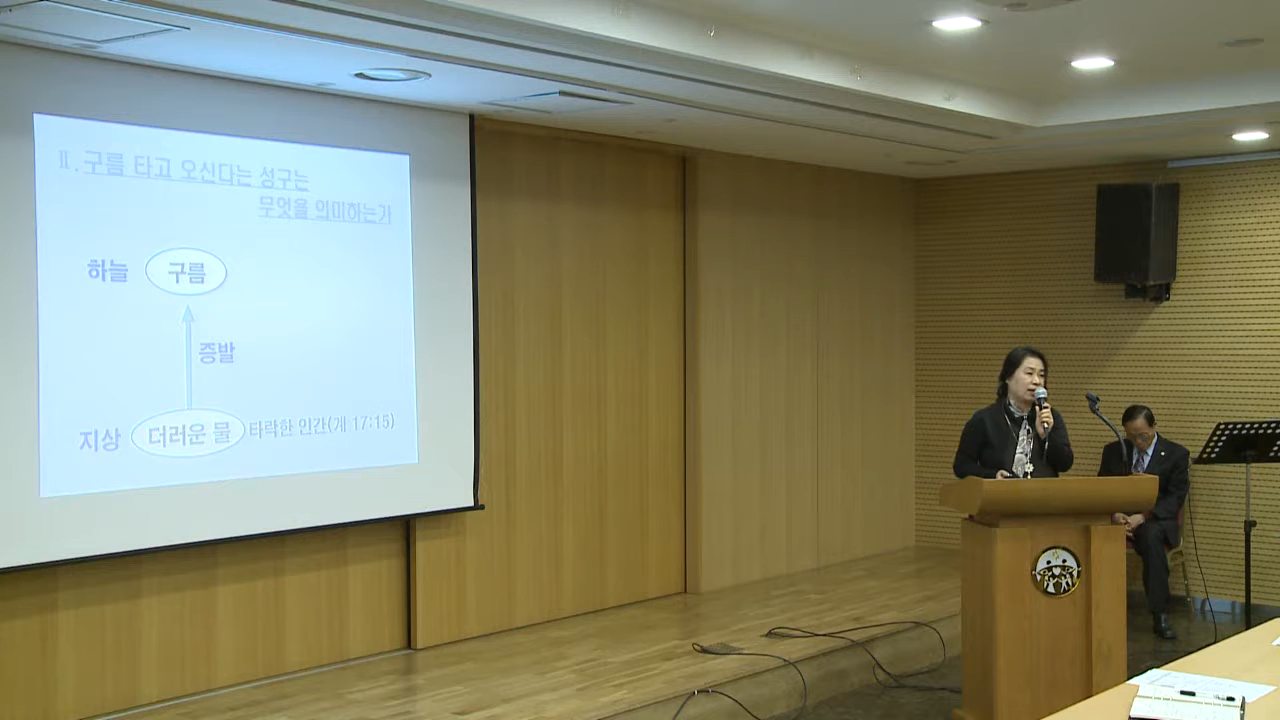 Ⅱ. 구름 타고 오신다는 성구는
무엇을 의미하는가
하늘 구름
증발
지상 더러운 물 타락한 인간(계 17:15)